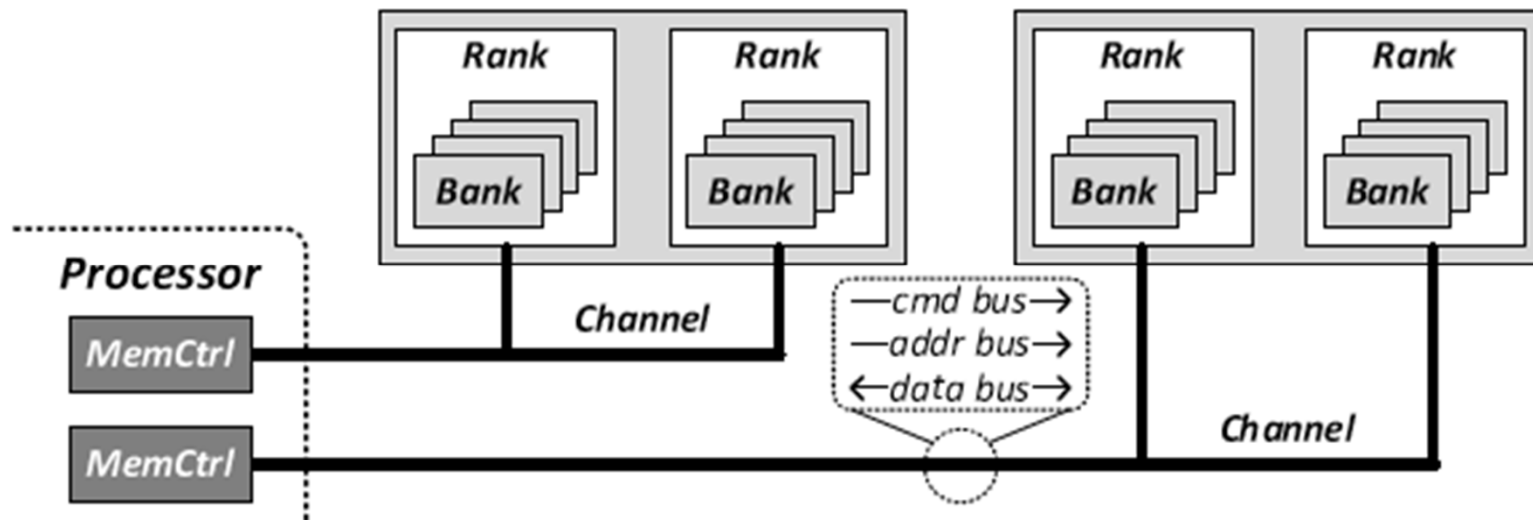 Rank
Rank
Rank
Rank
Bank
Bank
Bank
Bank
Processor
cmd bus
Channel
addr bus
MemCtrl
data bus
Channel
MemCtrl